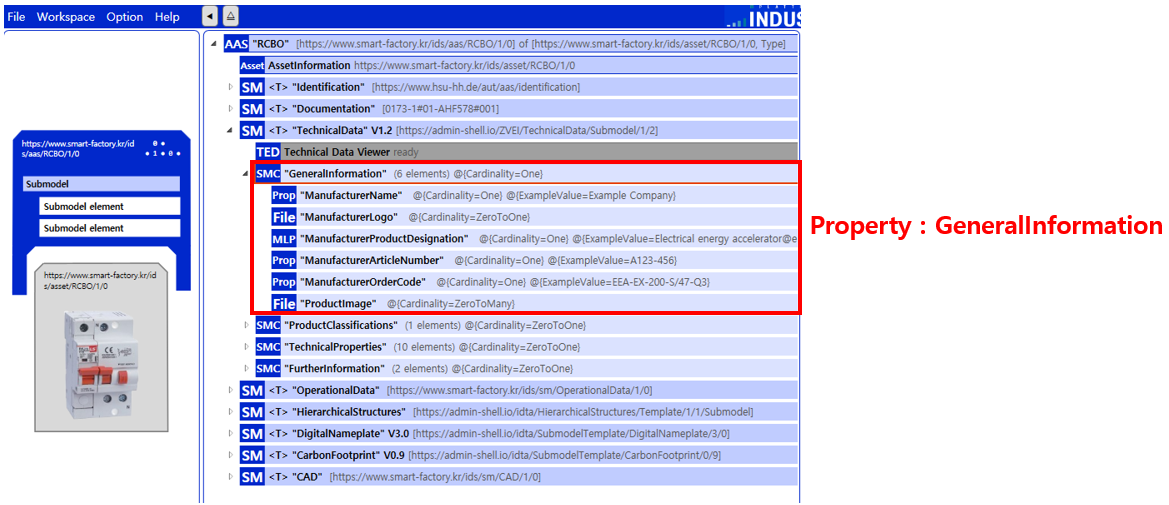 File Workspace Option Help
INDUS
https://www.smart-factory.kr/id
s/aas/RCBO/1/0
0
1 0
Submodel
Submodel element
Submodel element
https://www.smart-factory.kr/id
s/asset/RCBO/1/0
AAS "RCBO" [https://www.smart-factory.kr/ids/aas/RCBO/1/0] of [https://www.smart-factory.kr/ids/asset/RCBO/1/0, Type]
Asset AssetInformation https://www.smart-factory.kr/ids/asset/RCBO/1/0
SM <T> "Identification" [https://www.hsu-hh.de/aut/aas/identification]
SM <T> "Documentation" [0173-1#01-AHF578#001]
SM <T> "TechnicalData" V1.2 [https://admin-shell.io/ZVEI/TechnicalData/Submodel/1/2]
TED Technical Data Viewer ready
SMC "GeneralInformation" (6 elements) @{Cardinality=One}
Prop "ManufacturerName" @{Cardinality=One} @{ExampleValue=Example Company}
File "ManufacturerLogo" @{Cardinality=ZeroToOne}
MLP "ManufacturerProductDesignation" @{Cardinality=One} @{ExampleValue=Electrical energy accelerator@e
Prop "ManufacturerArticleNumber" @{Cardinality=One} @{ExampleValue=A123-456}
Prop "ManufacturerOrderCode" @{Cardinality=One} @{ExampleValue=EEA-EX-200-S/47-Q3}
File "ProductImage" @{Cardinality=ZeroToMany}
SMC "ProductClassifications" (1 elements) @{Cardinality=ZeroToOne}
SMC "TechnicalProperties" (10 elements) @{Cardinality=ZeroToOne}
SMC "FurtherInformation" (2 elements) @{Cardinality=ZeroToOne}
SM <T> "OperationalData" [https://www.smart-factory.kr/ids/sm/OperationalData/1/0]
SM <T> "HierarchicalStructures" [https://admin-shell.io/idta/HierarchicalStructures/Template/1/1/Submodel]
SM <T> "DigitalNameplate" V3.0 [https://admin-shell.io/idta/SubmodelTemplate/DigitalNameplate/3/0]
SM <T> "CarbonFootprint" V0.9 [https://admin-shell.io/idta/SubmodelTemplate/CarbonFootprint/0/9]
SM <T> "CAD" [https://www.smart-factory.kr/ids/sm/CAD/1/0]
Property : GeneralInformation